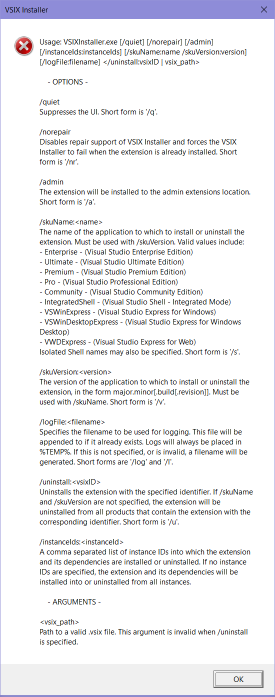 VSIX Installer
Usage: VSIXInstaller.exe [/quiet] [/norepair] [/admin]
[/instanceIds:instanceIds] [/skuName:name /skuVersion:version]
[/logFile:filename] </uninstall:vsixID | vsix_path>
- OPTIONS -
/quiet
Suppresses the UI. Short form is '/q'.
/norepair
Disables repair support of VSIX Installer and forces the VSIX
Installer to fail when the extension is already installed. Short
form is '/nr'.
/admin
The extension will be installed to the admin extensions location.
Short form is '/a'.
/skuName:<name>
The name of the application to which to install or uninstall the
extension. Must be used with /skuVersion. Valid values include:
- Enterprise - (Visual Studio Enterprise Edition)
- Ultimate - (Visual Studio Ultimate Edition)
- Premium - (Visual Studio Premium Edition)
- Pro - (Visual Studio Professional Edition)
- Community - (Visual Studio Community Edition)
- IntegratedShell - (Visual Studio Shell - Integrated Mode)
- VSWinExpress - (Visual Studio Express for Windows)
- VSWinDesktopExpress - (Visual Studio Express for Windows
Desktop)
- VWDExpress - (Visual Studio Express for Web)
Isolated Shell names may also be specified. Short form is '/s'.
/skuVersion:<version>
The version of the application to which to install or uninstall the
extension, in the form major.minor[.build[.revision]]. Must be
used with /skuName. Short form is '/v'.
/logFile:<filename>
Specifies the filename to be used for logging. This file will be
appended to if it already exists. Logs will always be placed in
%TEMP%. If this is not specified, or is invalid, a filename will be
generated. Short forms are '/log' and '/l'.
/uninstall:<vsixID>
Uninstalls the extension with the specified identifier. If /skuName
and /skuVersion are not specified, the extension will be
uninstalled from all products that contain the extension with the
corresponding identifier. Short form is '/u'.
/instanceIds:<instanceId>
A comma separated list of instance IDs into which the extension
and its dependencies are installed or uninstalled. If no instance
IDs are specified, the extension and its dependencies will be
installed into or uninstalled from all instances.
- ARGUMENTS -
<vsix_path>
Path to a valid .vsix file. This argument is invalid when /uninstall
is specified.
OK